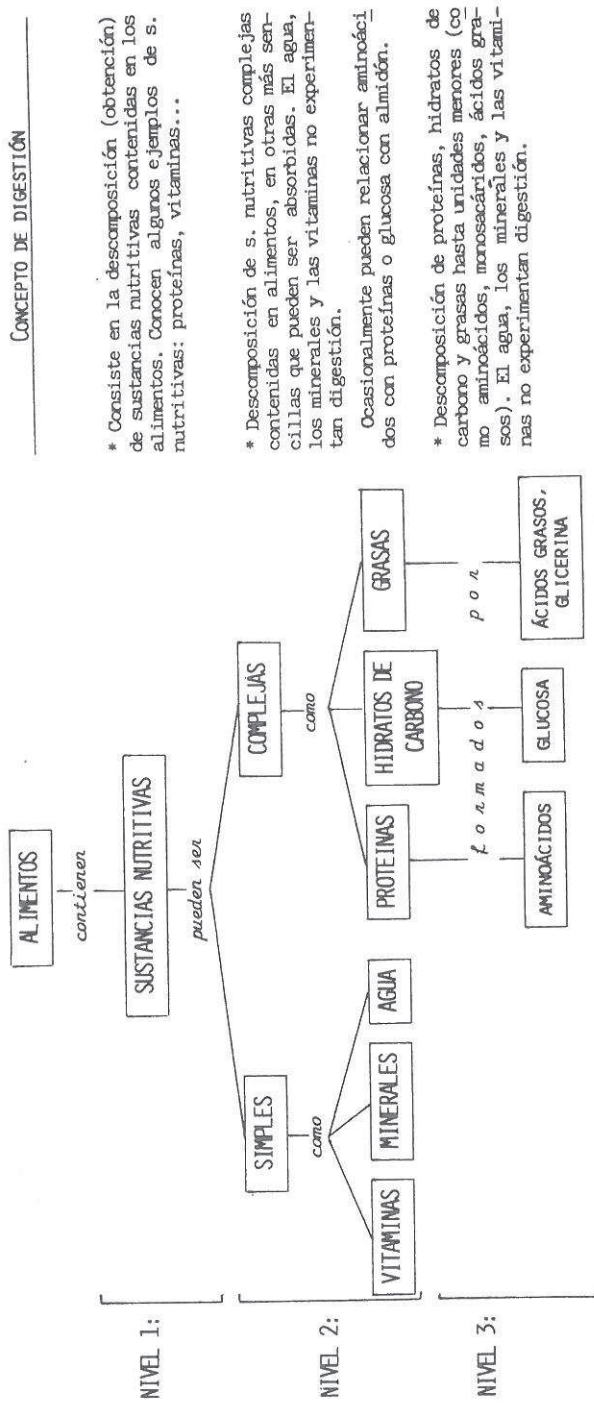 CONCEPTO DE DIGESTIÓN
ALIMENTOS
contienen
NIVEL 1:
SUSTANCIAS NUTRITIVAS
* Consiste en la descomposición (obtención)
de sustancias nutritivas contenidas en los
alimentos. Conocen algunos ejemplos de s.
nutritivas: proteínas, vitaminas...
pueden ser
NIVEL 2:
SIMPLES
COMPLEJAS
como
como
VITAMINAS
MINERALES
AGUA
PROTEINAS
HIDRATOS DE
CARBONO
GRASAS
* Descomposición de s. nutritivas complejas
contenidas en alimentos, en otras más sen-
cillas que pueden ser absorbidas. El agua,
los minerales y las vitaminas no experimen-
tan digestión.
Ocasionalmente pueden relacionar aminoáci
dos con proteínas o glucosa con almidón.
NIVEL 3:
formados por
AMINOÁCIDOS
GLUCOSA
ÁCIDOS GRASOS,
GLICERINA
* Descomposición de proteínas, hidratos de
carbono y grasas hasta unidades menores (co
mo aminoácidos, monosacáridos, ácidos gra-
sos). El agua, los minerales y las vitami-
nas no experimentan digestión.